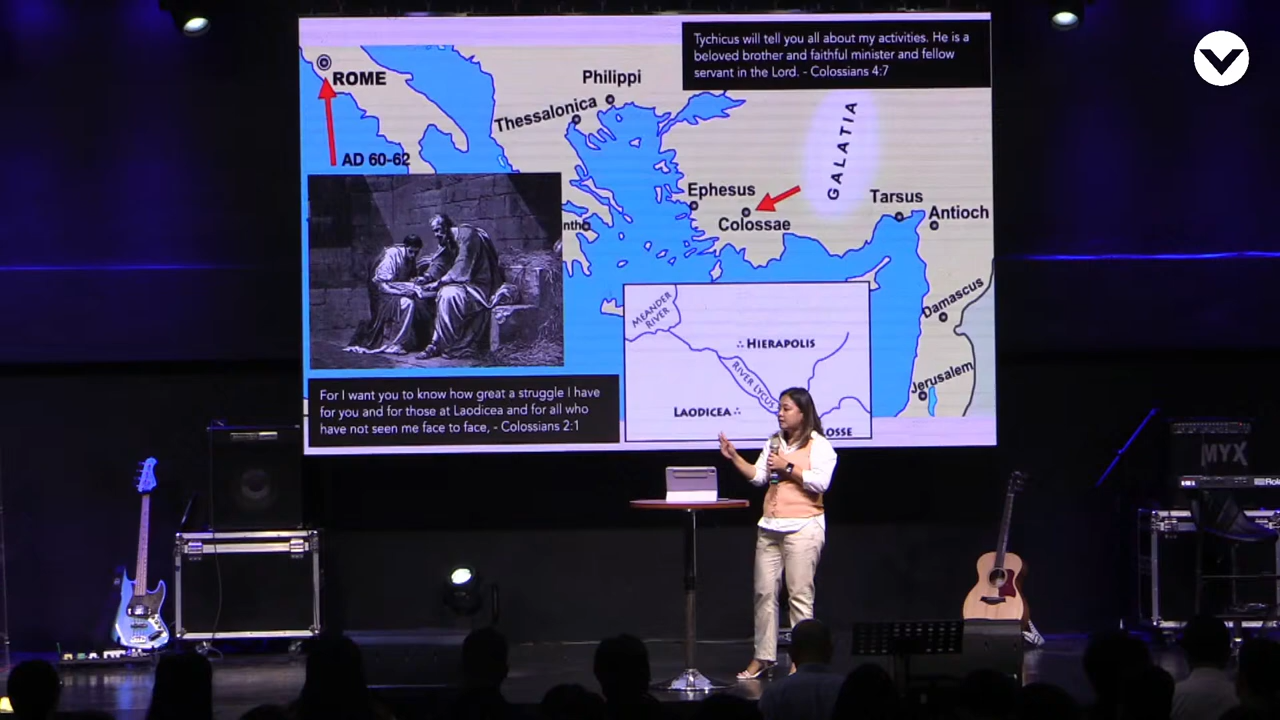 Tychicus will tell you all about my activities. He is a
beloved brother and faithful minister and fellow
servant in the Lord. - Colossians 4:7
ROME
Philippi
Thessalonica
AD 60-62
GALATIA
Ephesus
Colossae
Tarsus
Antioch
nth
Damascus
Jerusalem
MEANDER
RIVER
HIERAPOLIS
RIVER LYCUS
LAODICEA
LOSSE
For I want you to know how great a struggle I have
for you and for those at Laodicea and for all who
have not seen me face to face, - Colossians 2:1
MYX
Rol